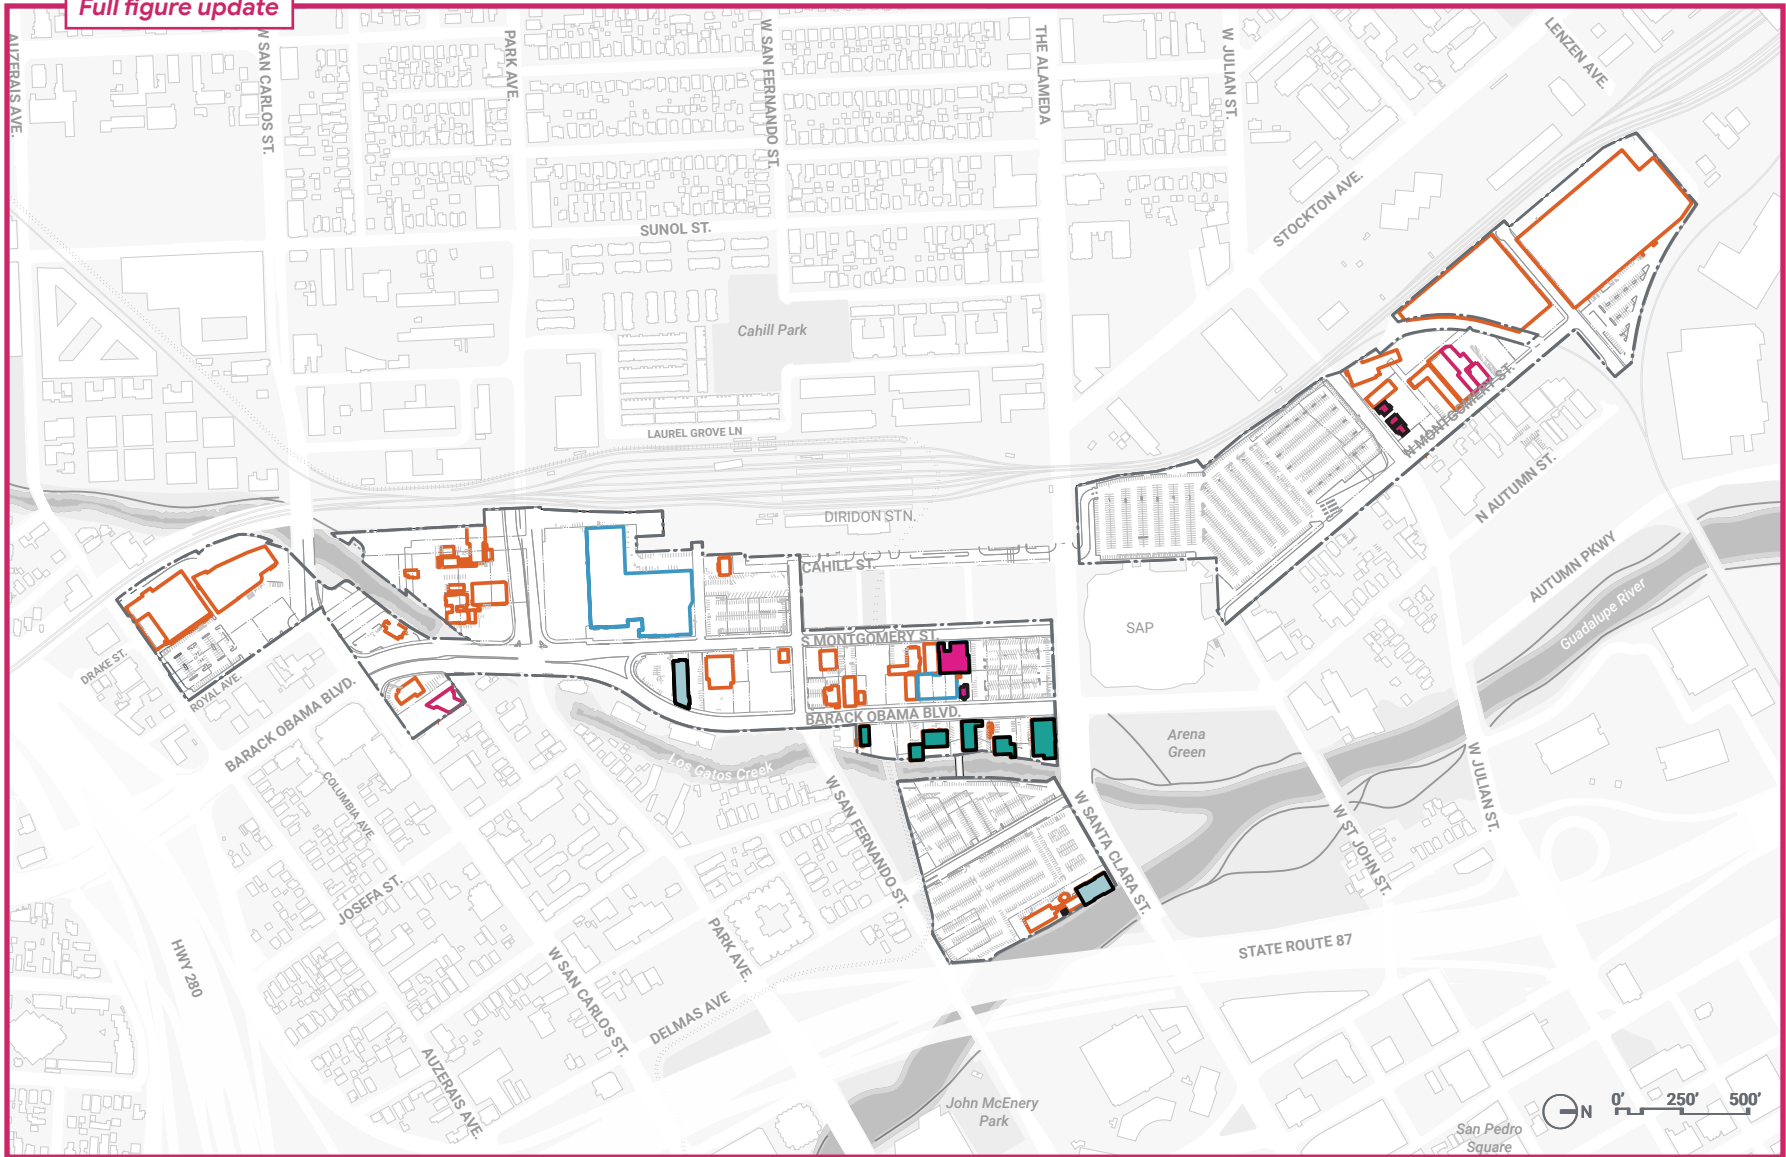 Full figure update
AUZERAIS AVE.
W SAN CARLOS ST.
PARK AVE.
W SAN FERNANDO ST.
THE ALAMEDA
W JULIAN ST.
LENZEN AVE.
STOCKTON AVE.
SUNOL ST.
Cahill Park
LAUREL GROVE LN
N MONTGOMERY ST.
N AUTUMN ST.
DIRIDON STN.
CAHILL ST.
AUTUMN PKWY
Guadalupe River
SAP
S MONTGOMERY ST.
DRAKE ST.
ROYAL AVE.
BARACK OBAMA BLVD.
BARACK OBAMA BLVD.
Arena
Green
Los Gatos Creek
COLUMBIA AVE
W SAN FERNANDO ST.
W SANTA CLARA ST.
W ST JOHN ST.
W JULIAN ST.
JOSEFA ST.
HWY 280
PARK AVE.
W SAN CARLOS ST.
DELMAS AVE
STATE ROUTE 87
AUZERAIS AVE.
John McEnery
Park
N
0' 250' 500'
San Pedro
Square